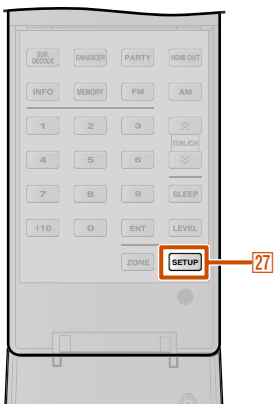 SUR. DECODE ENHANCER PARTY HDMI OUT
INFO MEMORY FM AM
1 2 3
TUN./CH
4 5 6
7 8 9 SLEEP
+10 0 ENT LEVEL
ZONE SETUP 27